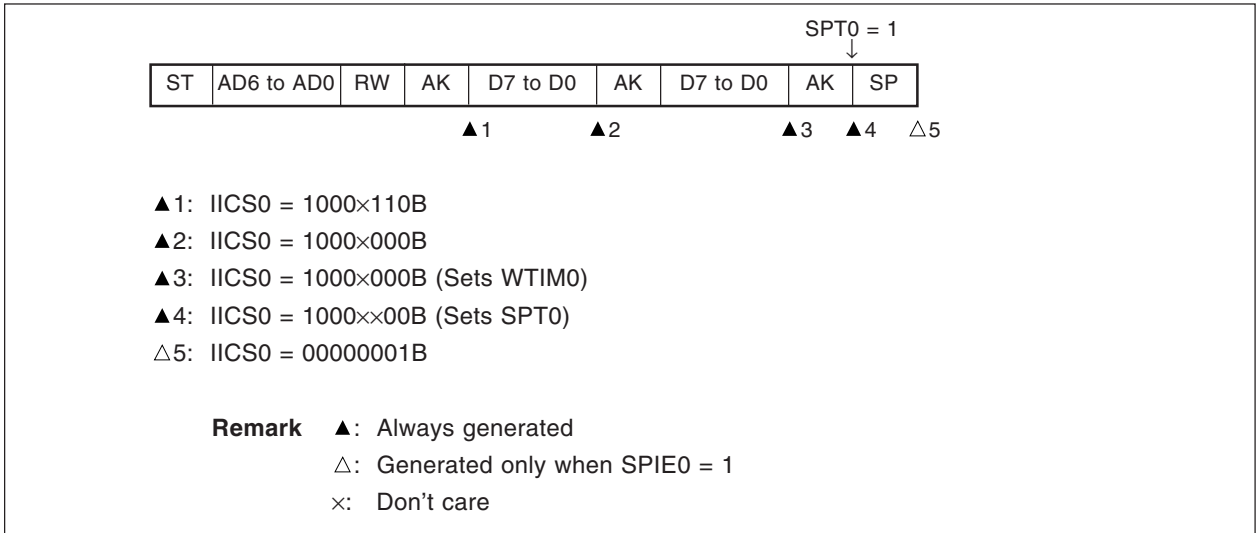 SPT0 = 1
↓
ST AD6 to AD0 RW AK D7 to D0 AK D7 to D0 AK SP
▲1 ▲2 ▲3 ▲4 △5
▲1: IICS0 = 1000×110B
▲2: IICS0 = 1000×000B
▲3: IICS0 = 1000×000B (Sets WTIM0)
▲4: IICS0 = 1000××00B (Sets SPT0)
△5: IICS0 = 00000001B
Remark ▲: Always generated
△: Generated only when SPIE0 = 1
×: Don't care